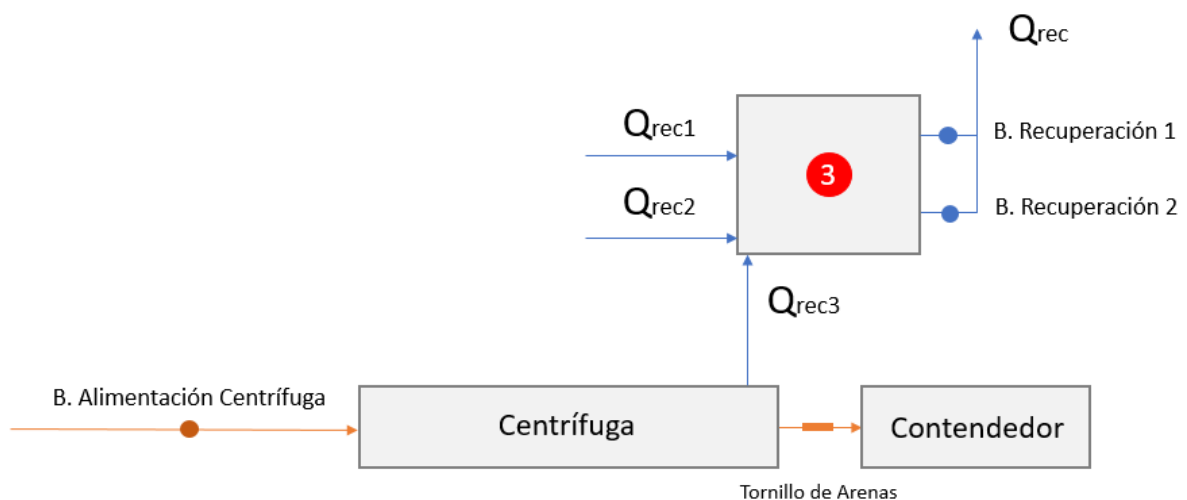 Qrec
Qrec1
B. Recuperación 1
3
Qrec2
B. Recuperación 2
Qrec3
B. Alimentación Centrífuga
Centrífuga
Contendedor
Tornillo de Arenas